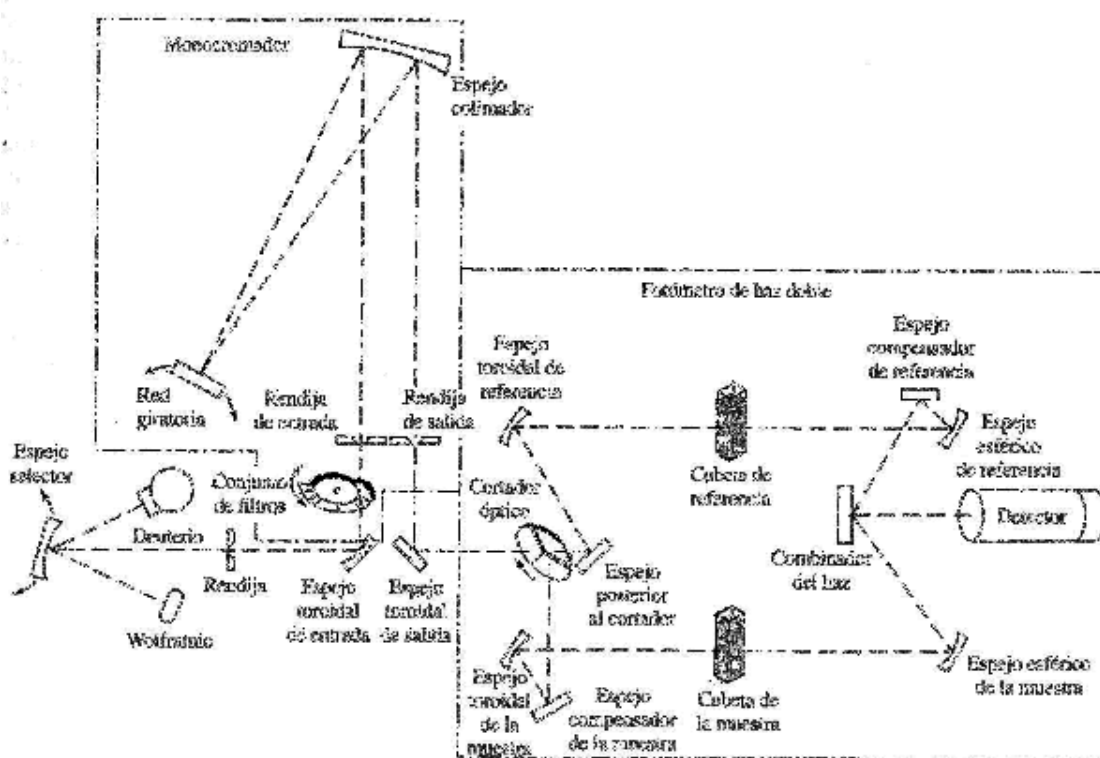 Monocromador
Espejo
colimador
Fotómetro de haz doble
Espejo
toroidal de
referencia
Espejo
compensador
de referencia
Red
giratoria
Rendija
de entrada
Rendija
de salida
Espejo
selector
Espejo
esférico
de referencia
Conjunto
de filtros
Cortador
óptico
Cubeta de
referencia
Deuterio
Detector
Combinador
del haz
Rendija
Espejo
toroidal
de entrada
Espejo
toroidal
de salida
Espejo
posterior
al cortador
Wolframio
Espejo
toroidal
de la
muestra
Espejo
compensador
de la muestra
Cubeta de
la muestra
Espejo esférico
de la muestra